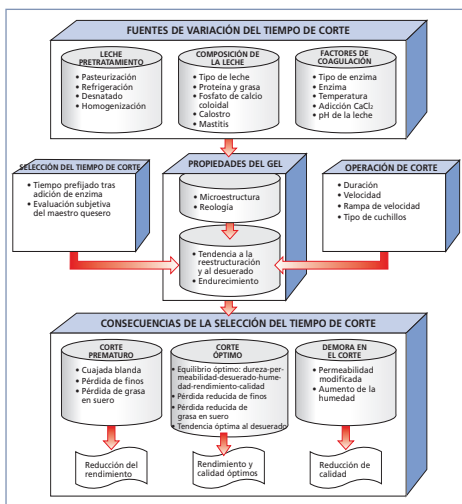 FUENTES DE VARIACIÓN DEL TIEMPO DE CORTE
LECHE
PRETRATAMIENTO
• Pasteurización
• Refrigeración
• Desnatado
• Homogenización
COMPOSICIÓN DE
LA LECHE
• Tipo de leche
• Proteina y grasa
• Fosfato de calcio
coloidal
• Calostro
• Mastitis
FACTORES DE
COAGULACIÓN
• Tipo de enzima
• Enzima
• Temperatura
• Adicción CaCl₂
• pH de la leche
SELECCIÓN DEL TIEMPO DE CORTE
• Tiempo prefijado tras
adición de enzima
• Evaluación subjetiva
del maestro quesero
PROPIEDADES DEL GEL
• Microestructura
• Reología
• Tendencia a la
reestructuración
y al desuerado
• Endurecimiento
OPERACIÓN DE CORTE
• Duración
• Velocidad
• Rampa de velocidad
• Tipo de cuchillos
CONSECUENCIAS DE LA SELECCIÓN DEL TIEMPO DE CORTE
CORTE
PREMATURO
• Cuajada blanda
• Pérdida de finos
• Pérdida de grasa
en suero
CORTE
ÓPTIMO
• Equilibrio óptimo: dureza-per-
meabilidad-desuerado-hume-
dad-rendimiento-calidad
• Pérdida reducida de finos
• Pérdida reducida de
grasa en suero
• Tendencia óptima al desuerado
DEMORA EN
EL CORTE
• Permeabilidad
modificada
• Aumento de la
humedad
Reducción del
rendimiento
Rendimiento y
calidad óptimos
Reducción de
calidad